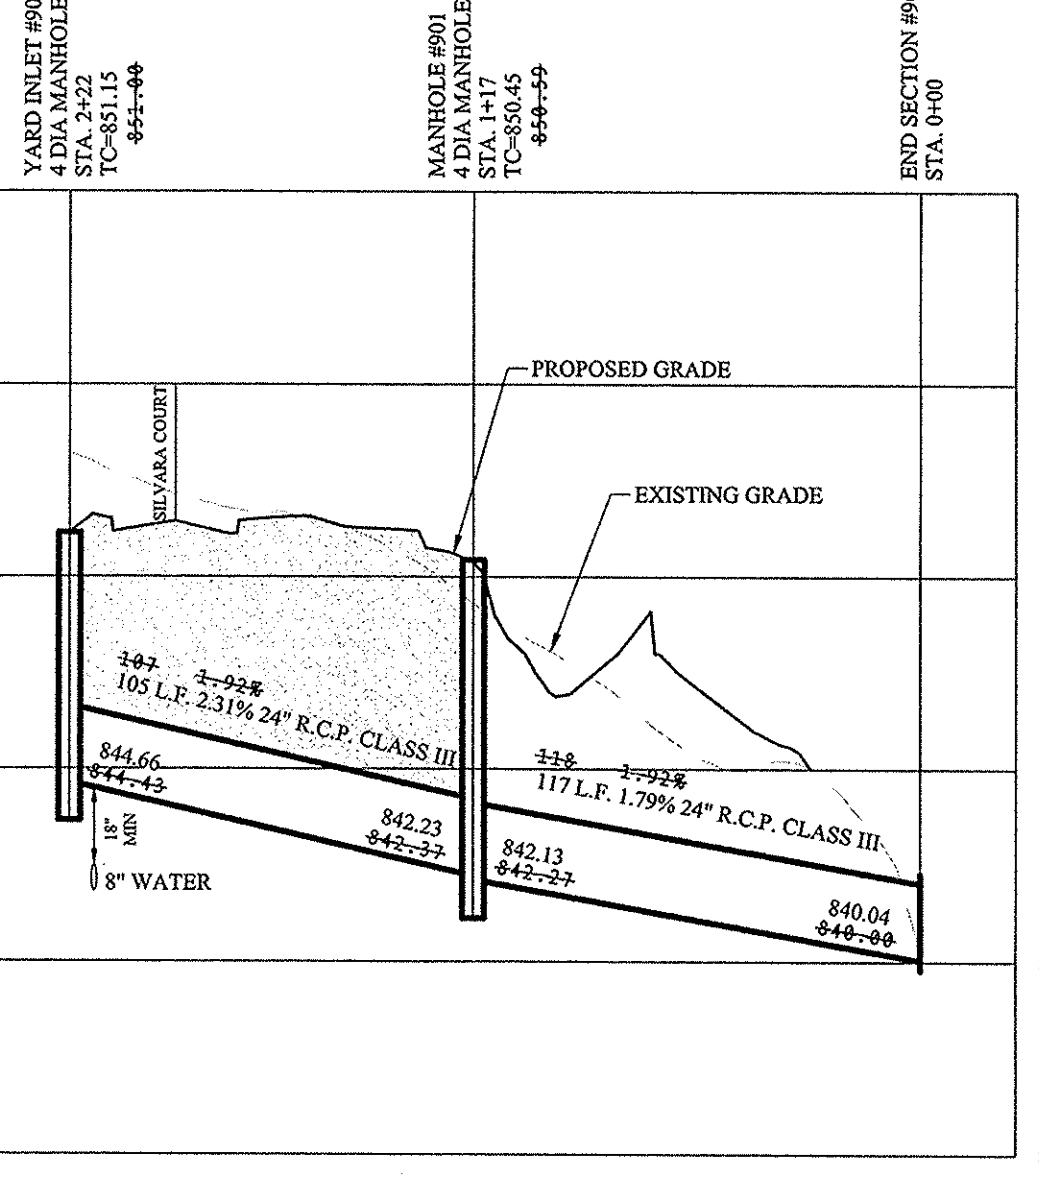 YARD INLET #90
4 DIA MANHOLE
STA. 2+22
TC=851.15
851.00
MANHOLE #901
4 DIA MANHOLE
STA. 1+17
TC=850.45
850.59
END SECTION #9
STA. 0+00
PROPOSED GRADE
SILVARA COURT
EXISTING GRADE
107 1.92%
105 L.F. 2.31% 24" R.C.P. CLASS III
118 1.92%
117 L.F. 1.79% 24" R.C.P. CLASS III
844.66
844.43
18"
MIN
8" WATER
842.23
842.37
842.13
842.27
840.04
840.00